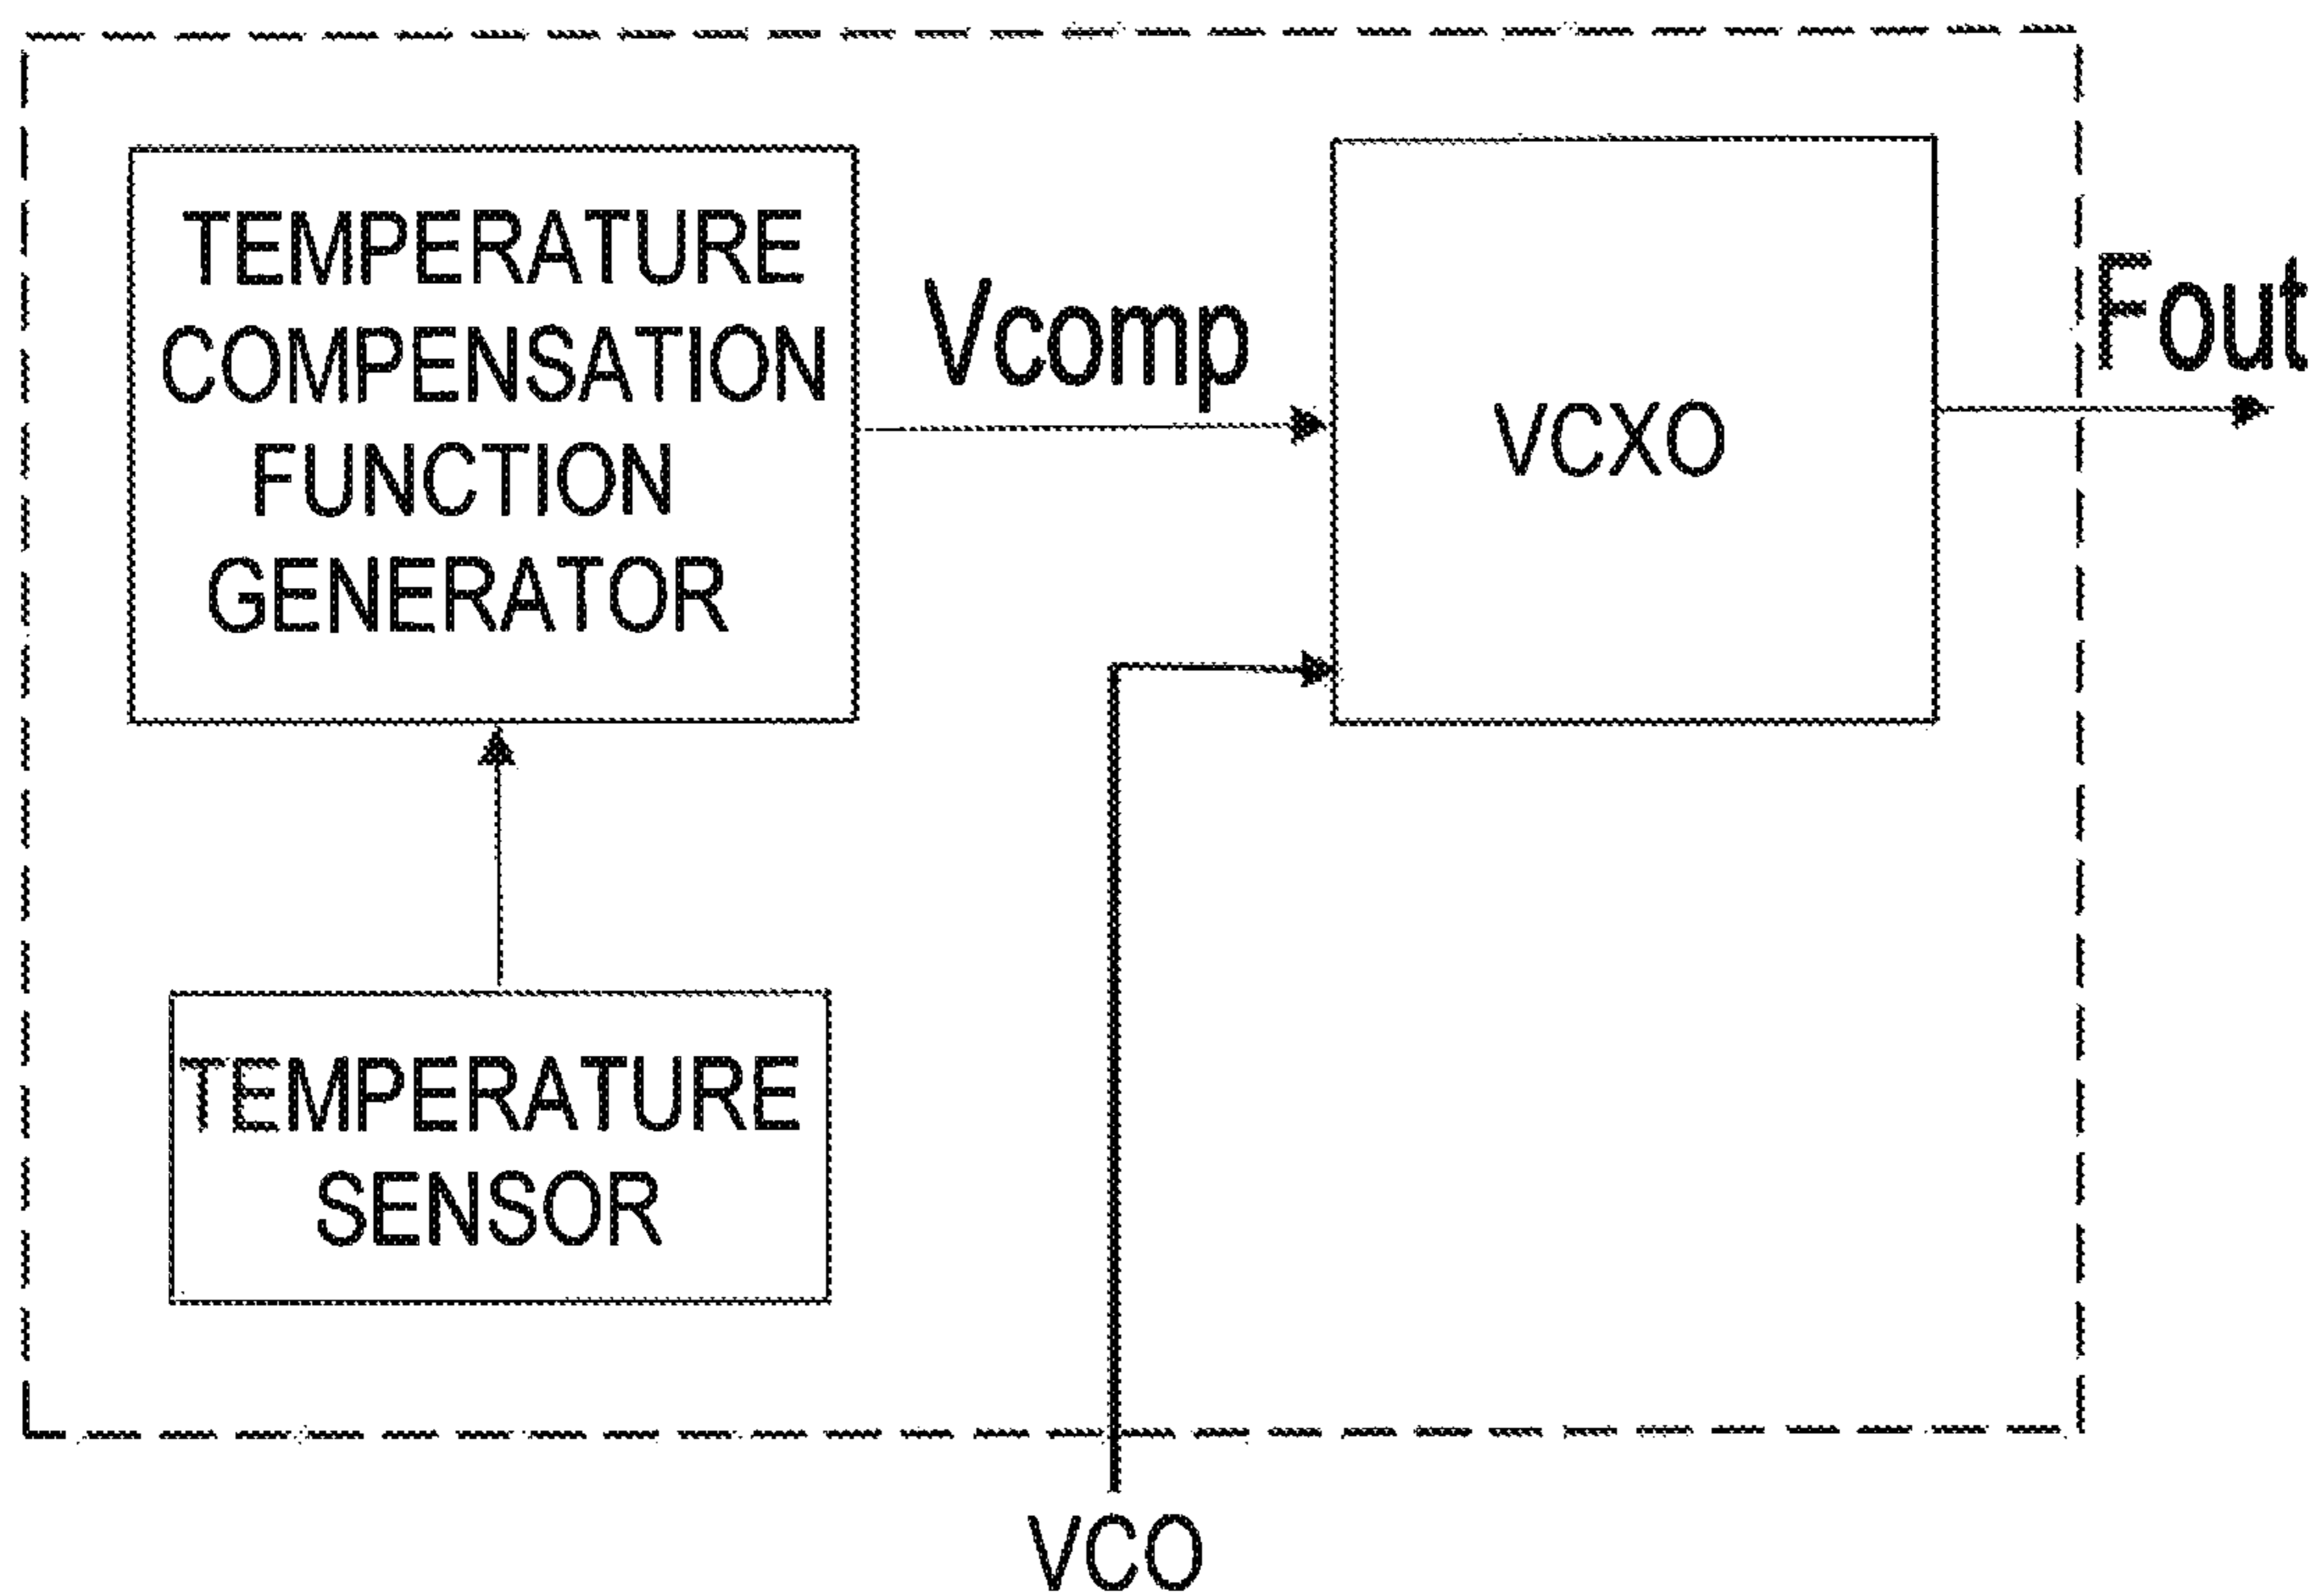 TEMPERATURE
COMPENSATION
FUNCTION
GENERATOR
Vcomp
VCXO
Fout
TEMPERATURE
SENSOR
VCO